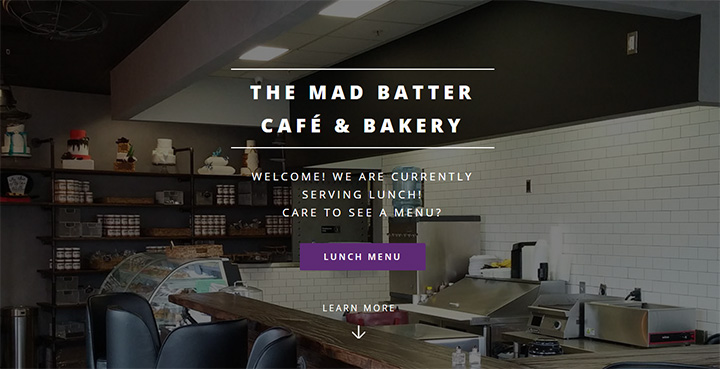 THE MAD BATTER
CAFÉ & BAKERY
WELCOME! WE ARE CURRENTLY
SERVING LUNCH!
CARE TO SEE A MENU?
LUNCH MENU
LEARN MORE